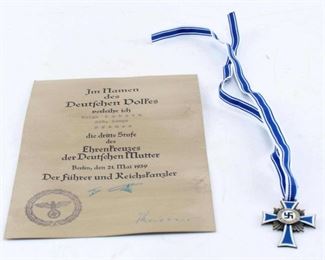 Im Namen
des
Deutschen Volkes
verleihe ich
die dritte Stufe
des
Ehrenkreuzes
der Deutschen Mutter
Berlin, den 21. Mai 1939
Der Führer und Reichskanzler